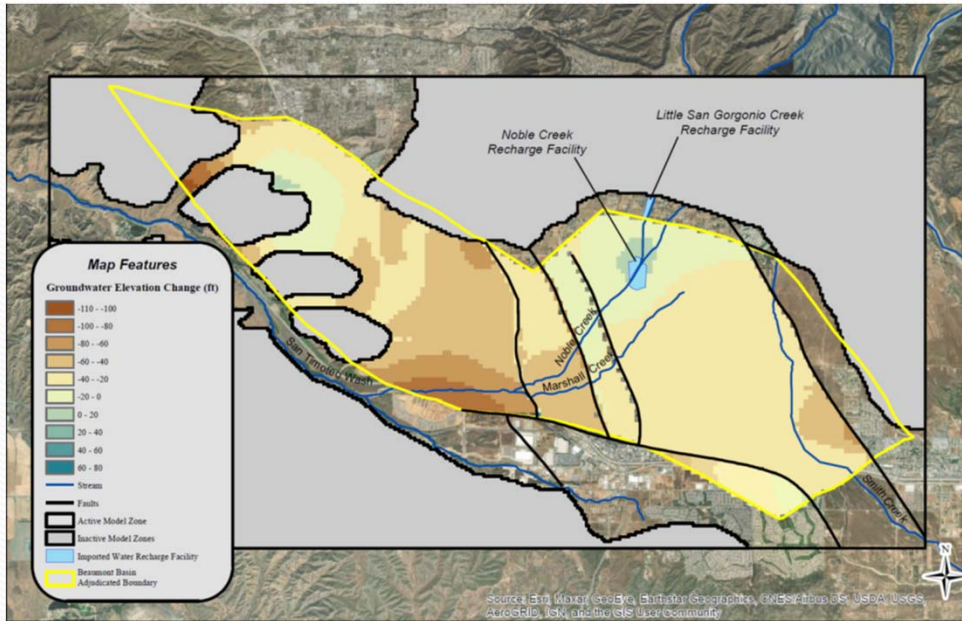 Little San Gorgonio Creek
Recharge Facility
Noble Creek
Recharge Facility
Map Features
Groundwater Elevation Change (ft)
-110 - -100
-100 - -80
-80 - -60
-60 - -40
-40 - -20
-20 - 0
0 - 20
20 - 40
40 - 60
60 - 80
Stream
Faults
Active Model Zone
Inactive Model Zones
Imported Water Recharge Facility
Beaumont Basin
Adjudicated Boundary
San Timoteo Wash
Noble Creek
Marshall Creek
Smith Creek
N
Source: Esri, Maxar, GeoEye, Earthstar Geographics, CNES/Airbus DS, USDA, USGS,
AeroGRID, IGN, and the GIS User Community